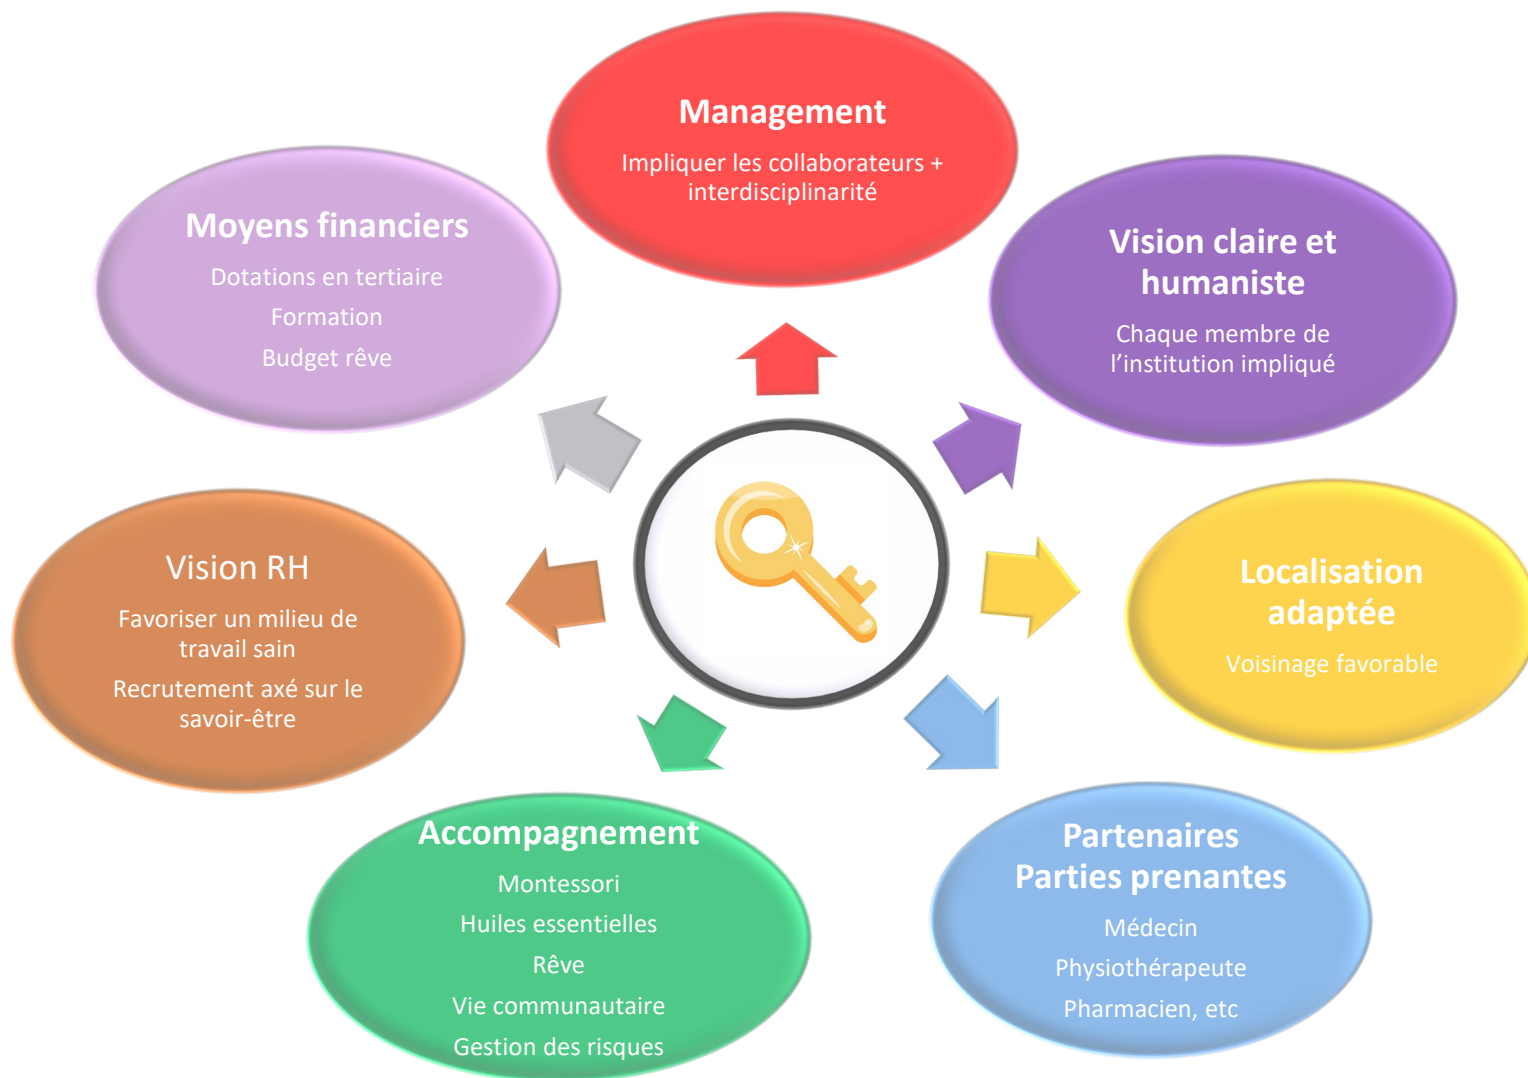 Management
Impliquer les collaborateurs +
interdisciplinarité
Moyens financiers
Dotations en tertiaire
Formation
Budget rêve
Vision claire et
humaniste
Chaque membre de
l’institution impliqué
Vision RH
Favoriser un milieu de
travail sain
Recrutement axé sur le
savoir-être
Localisation
adaptée
Voisinage favorable
Accompagnement
Montessori
Huiles essentielles
Rêve
Vie communautaire
Gestion des risques
Partenaires
Parties prenantes
Médecin
Physiothérapeute
Pharmacien, etc